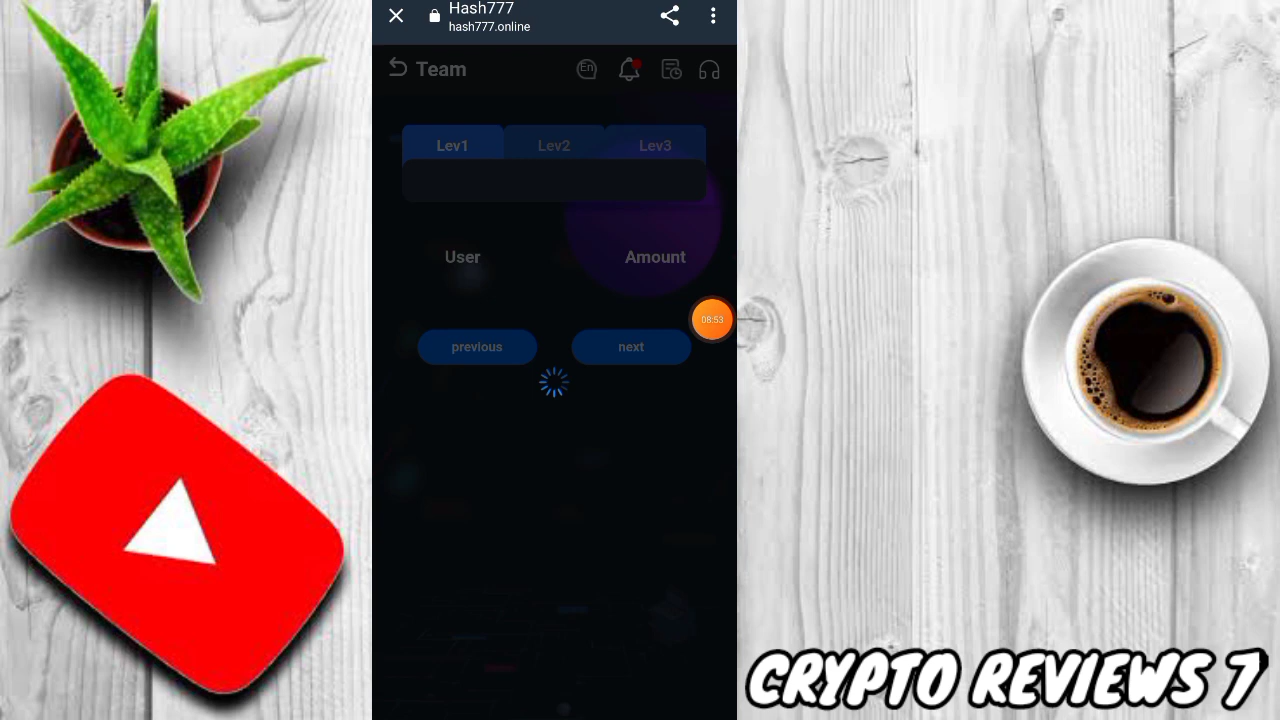 Hash777
hash777.online
Team
En
Lev1 Lev2 Lev3
User Amount
08:53
previous next
CRYPTO REVIEWS 7